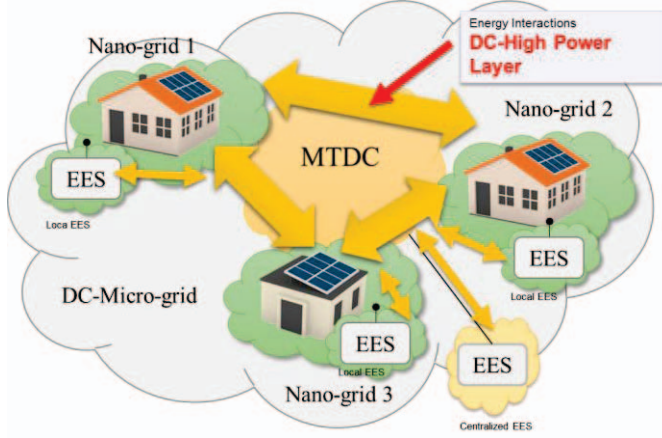 Energy Interactions
DC-High Power
Layer
Nano-grid 1
Nano-grid 2
MTDC
EES
Loca EES
EES
Local EES
DC-Micro-grid
EES
Local EES
EES
Nano-grid 3
Centralized EES